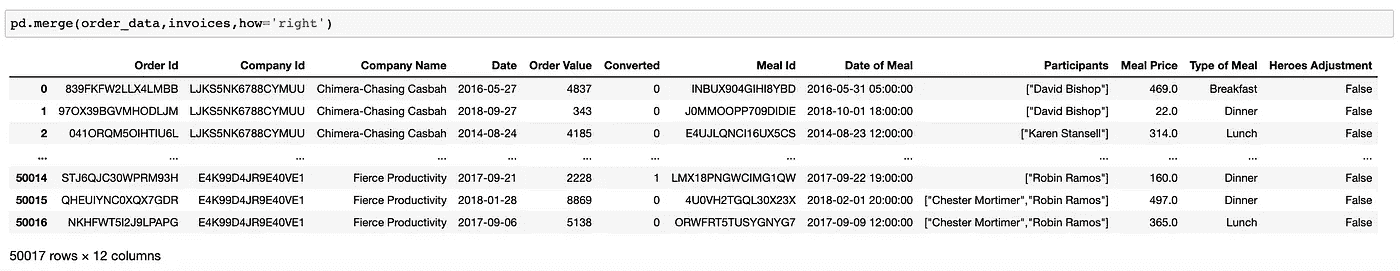 pd.merge(order_data,invoices,how='right')
Order Id Company Id Company Name Date Order Value Converted Meal Id Date of Meal Participants Meal Price Type of Meal Heroes Adjustment
0 839FKFW2LLX4LMBB LJKS5NK6788CYMUU Chimera-Chasing Casbah 2016-05-27 4837 0 INBUX904GIHI8YBD 2016-05-31 05:00:00 ["David Bishop"] 469.0 Breakfast False
1 97OX39BGVMHODLJM LJKS5NK6788CYMUU Chimera-Chasing Casbah 2018-09-27 343 0 J0MMOOPP709DIDIE 2018-10-01 18:00:00 ["David Bishop"] 22.0 Dinner False
2 041ORQM5OIHTIU6L LJKS5NK6788CYMUU Chimera-Chasing Casbah 2014-08-24 4185 0 E4UJLQNCI16UX5CS 2014-08-23 12:00:00 ["Karen Stansell"] 314.0 Lunch False
... ... ... ... ... ... ... ... ... ... ... ... ...
50014 STJ6QJC30WPRM93H E4K99D4JR9E40VE1 Fierce Productivity 2017-09-21 2228 1 LMX18PNGWCIMG1QW 2017-09-22 19:00:00 ["Robin Ramos"] 160.0 Dinner False
50015 QHEUIYNC0XQX7GDR E4K99D4JR9E40VE1 Fierce Productivity 2018-01-28 8869 0 4U0VH2TGQL30X23X 2018-02-01 20:00:00 ["Chester Mortimer","Robin Ramos"] 497.0 Dinner False
50016 NKHFWT5I2J9LPAPG E4K99D4JR9E40VE1 Fierce Productivity 2017-09-06 5138 0 ORWFRT5TUSYGNYG7 2017-09-09 12:00:00 ["Chester Mortimer","Robin Ramos"] 365.0 Lunch False
50017 rows × 12 columns